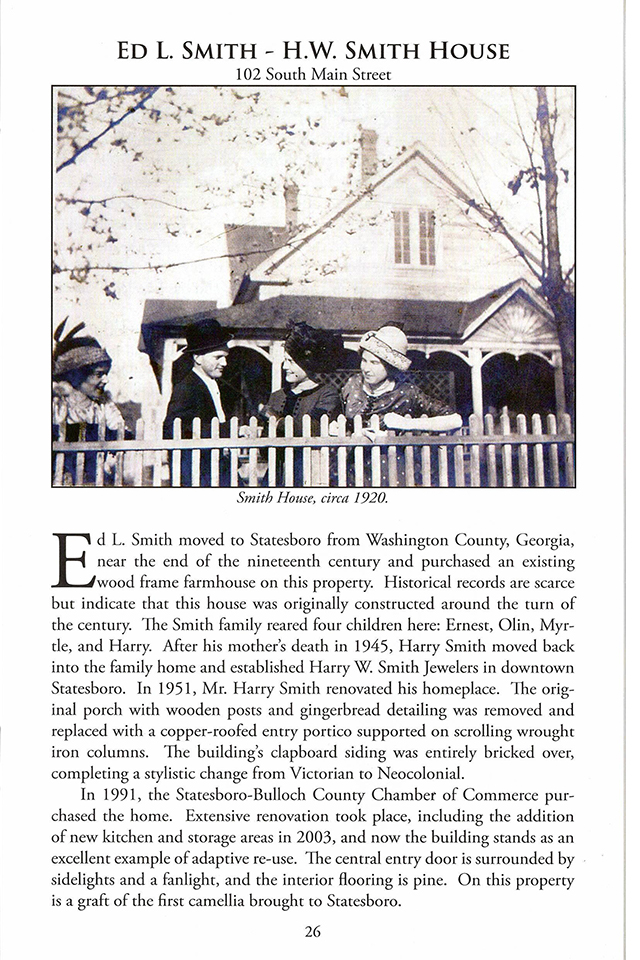 ED L. SMITH - H.W. SMITH HOUSE
102 South Main Street
Smith House, circa 1920.
Ed L. Smith moved to Statesboro from Washington County, Georgia,
near the end of the nineteenth century and purchased an existing
wood frame farmhouse on this property. Historical records are scarce
but indicate that this house was originally constructed around the turn of
the century. The Smith family reared four children here: Ernest, Olin, Myr-
tle, and Harry. After his mother's death in 1945, Harry Smith moved back
into the family home and established Harry W. Smith Jewelers in downtown
Statesboro. In 1951, Mr. Harry Smith renovated his homeplace. The orig-
inal porch with wooden posts and gingerbread detailing was removed and
replaced with a copper-roofed entry portico supported on scrolling wrought
iron columns. The building's clapboard siding was entirely bricked over,
completing a stylistic change from Victorian to Neocolonial.
In 1991, the Statesboro-Bulloch County Chamber of Commerce pur-
chased the home. Extensive renovation took place, including the addition
of new kitchen and storage areas in 2003, and now the building stands as an
excellent example of adaptive re-use. The central entry door is surrounded by
sidelights and a fanlight, and the interior flooring is pine. On this property
is a graft of the first camellia brought to Statesboro.
26